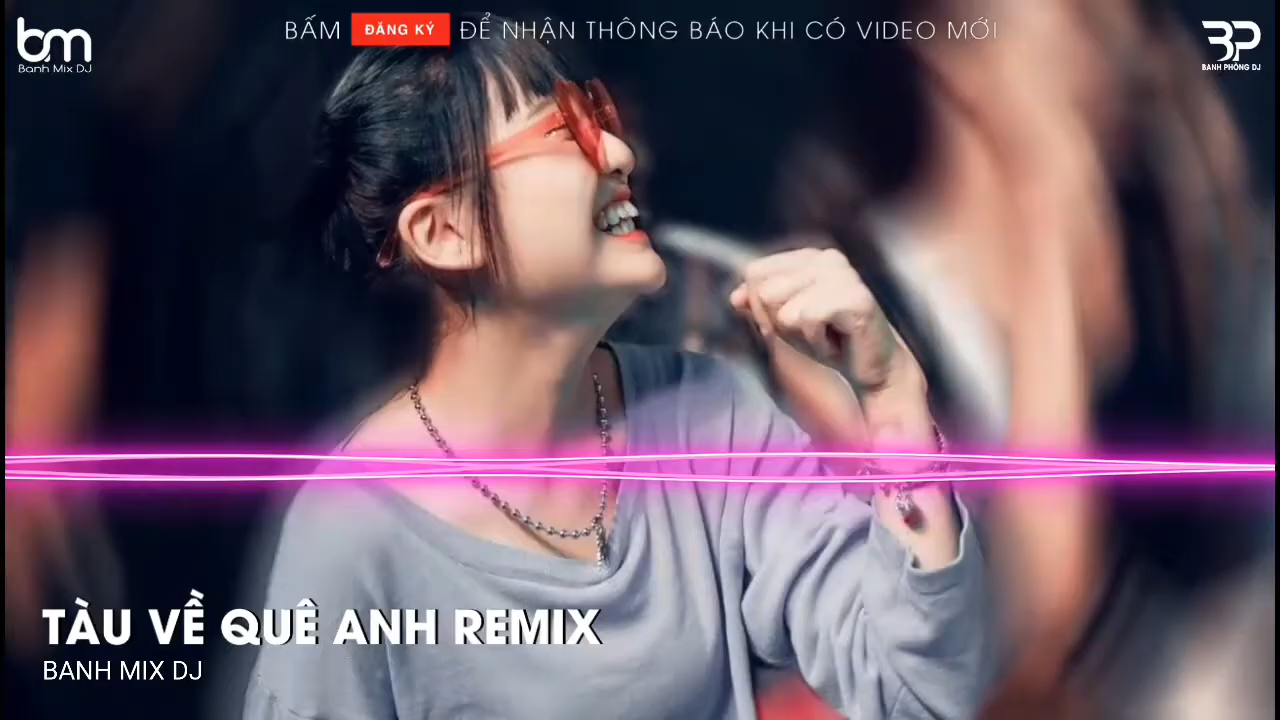 BẤM ĐĂNG KÝ ĐỂ NHẬN THÔNG BÁO KHI CÓ VIDEO MỚI
bm
Banh Mix DJ
BP
BANH PHÔNG DJ
TÀU VỀ QUÊ ANH REMIX
BANH MIX DJ